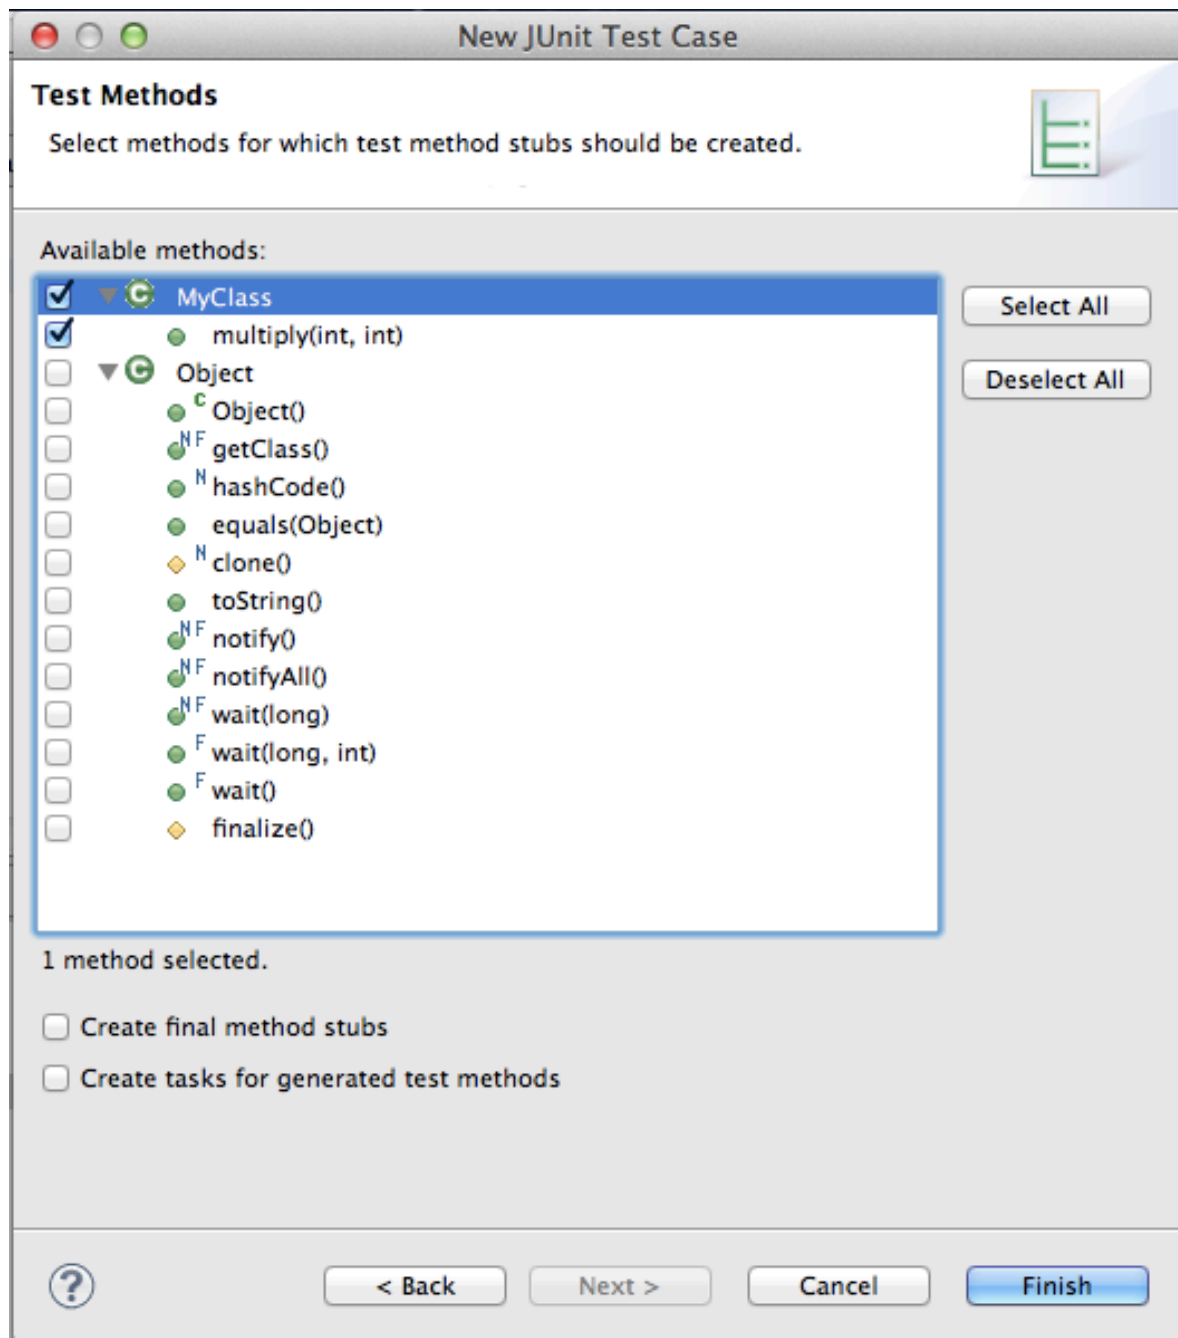 New JUnit Test Case
Test Methods
Select methods for which test method stubs should be created.
Available methods:
C MyClass
multiply(int, int)
C Object
C Object()
N F getClass()
N hashCode()
equals(Object)
N clone()
toString()
N F notify()
N F notifyAll()
N F wait(long)
F wait(long, int)
F wait()
finalize()
Select All
Deselect All
1 method selected.
Create final method stubs
Create tasks for generated test methods
? < Back Next > Cancel Finish